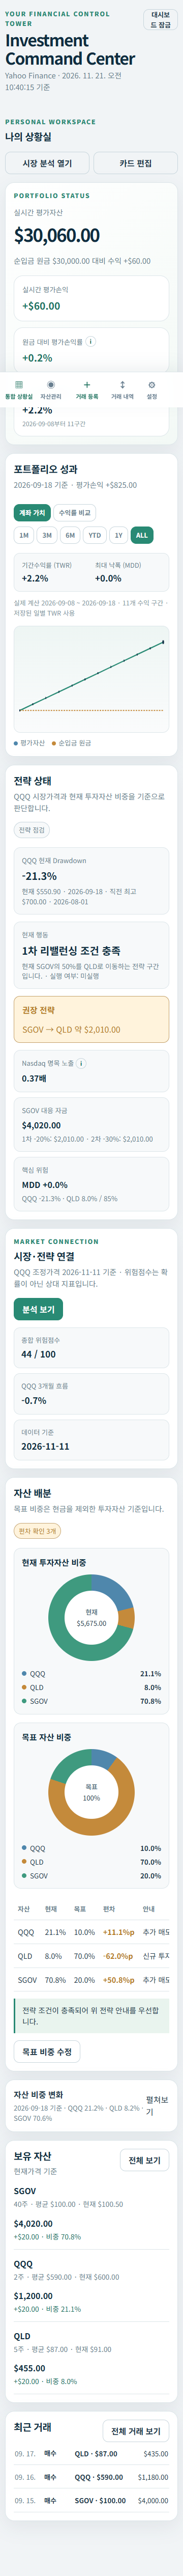 YOUR FINANCIAL CONTROL
TOWER
대시보
드 잠금
Investment
Command Center
Yahoo Finance · 2026. 11. 21. 오전
10:40:15 기준
PERSONAL WORKSPACE
나의 상황실
시장 분석 열기
카드 편집
PORTFOLIO STATUS
실시간 평가자산
$30,060.00
순입금 원금 $30,000.00 대비 수익 +$60.00
실시간 평가손익
+$60.00
원금 대비 평가손익률 i
+0.2%
통합 상황실
자산관리
거래 등록
거래 내역
설정
+2.2%
2026-09-08부터 11구간
포트폴리오 성과
2026-09-18 기준 · 평가손익 +$825.00
계좌 가치
수익률 비교
1M
3M
6M
YTD
1Y
ALL
기간수익률 (TWR)
+2.2%
최대 낙폭 (MDD)
+0.0%
실제 계산 2026-09-08 ~ 2026-09-18 · 11개 수익 구간 ·
저장된 일별 TWR 사용
평가자산
순입금 원금
전략 상태
QQQ 시장가격과 현재 투자자산 비중을 기준으로
판단합니다.
전략 점검
QQQ 현재 Drawdown
-21.3%
현재 $550.90 · 2026-09-18 · 직전 최고
$700.00 · 2026-08-01
현재 행동
1차 리밸런싱 조건 충족
현재 SGOV의 50%를 QLD로 이동하는 전략 구간
입니다. · 실행 여부: 미실행
권장 전략
SGOV → QLD 약 $2,010.00
Nasdaq 명목 노출 i
0.37배
SGOV 대응 자금
$4,020.00
1차 -20%: $2,010.00 · 2차 -30%: $2,010.00
핵심 위험
MDD +0.0%
QQQ -21.3% · QLD 8.0% / 85%
MARKET CONNECTION
시장·전략 연결
QQQ 조정가격 2026-11-11 기준 · 위험점수는 확
률이 아닌 상대 지표입니다.
분석 보기
종합 위험점수
44 / 100
QQQ 3개월 흐름
-0.7%
데이터 기준
2026-11-11
자산 배분
목표 비중은 현금을 제외한 투자자산 기준입니다.
편차 확인 3개
현재 투자자산 비중
현재
$5,675.00
QQQ 21.1%
QLD 8.0%
SGOV 70.8%
목표 자산 비중
목표
100%
QQQ 10.0%
QLD 70.0%
SGOV 20.0%
자산 현재 목표 편차 안내
QQQ 21.1% 10.0% +11.1%p 추가 매도
QLD 8.0% 70.0% -62.0%p 신규 투자
SGOV 70.8% 20.0% +50.8%p 추가 매도
전략 조건이 충족되어 위 전략 안내를 우선합
니다.
목표 비중 수정
자산 비중 변화
2026-09-18 기준 · QQQ 21.2% · QLD 8.2% ·
SGOV 70.6%
펼쳐보
기
보유 자산
현재가격 기준
전체 보기
SGOV
40주 · 평균 $100.00 · 현재 $100.50
$4,020.00
+$20.00 · 비중 70.8%
QQQ
2주 · 평균 $590.00 · 현재 $600.00
$1,200.00
+$20.00 · 비중 21.1%
QLD
5주 · 평균 $87.00 · 현재 $91.00
$455.00
+$20.00 · 비중 8.0%
최근 거래
전체 거래 보기
09. 17. 매수 QLD · $87.00 $435.00
09. 16. 매수 QQQ · $590.00 $1,180.00
09. 15. 매수 SGOV · $100.00 $4,000.00